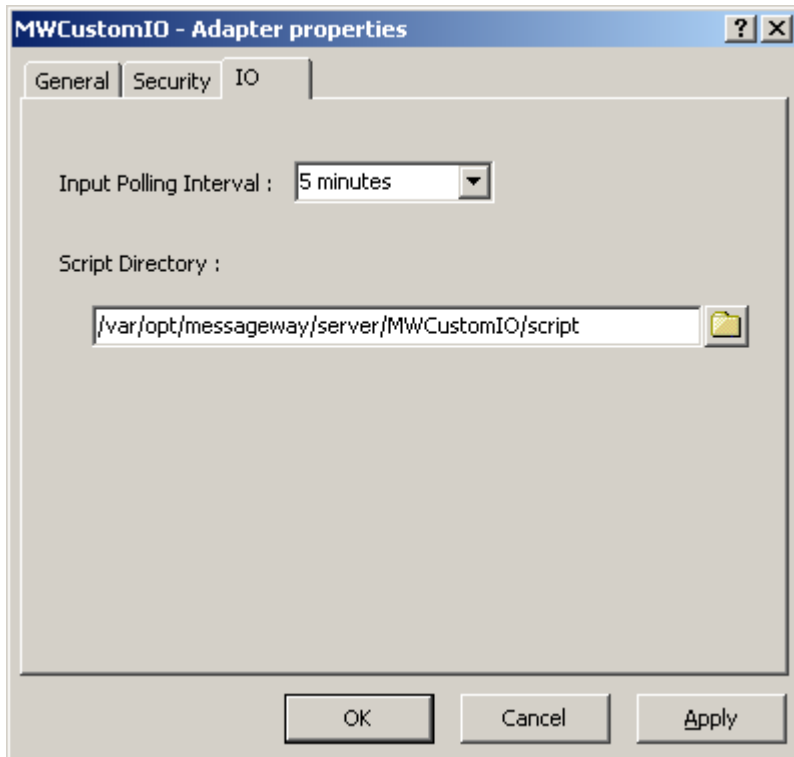 MWCustomIO - Adapter properties
General Security IO
Input Polling Interval : 5 minutes
Script Directory :
/var/opt/messageway/server/MWCustomIO/script
OK Cancel Apply